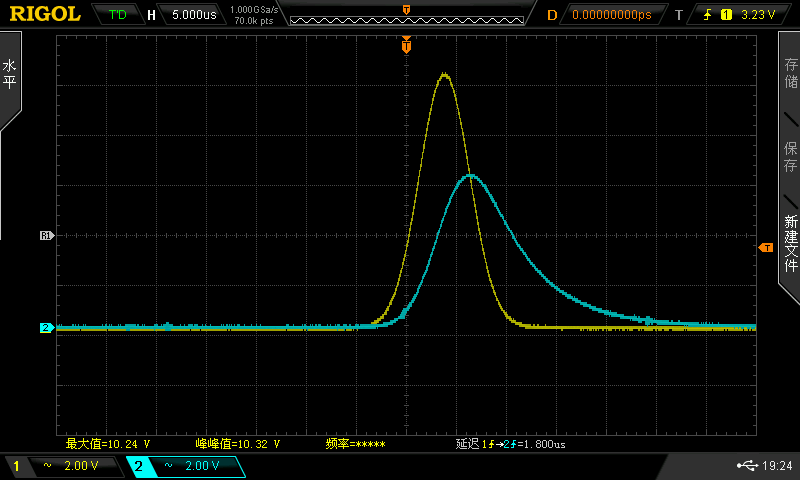 RIGOL T'D H 5.000us 1.000GSa/s 70.0k pts D 0.00000000ps T 1 3.23 V
T
T
水平
存储
保存
新建文件
R1
T
2
最大值=10.24 V 峰峰值=10.32 V 频率=***** 延迟1→2=1.800us
1 ~ 2.00 V 2 ~ 2.00 V 19:24